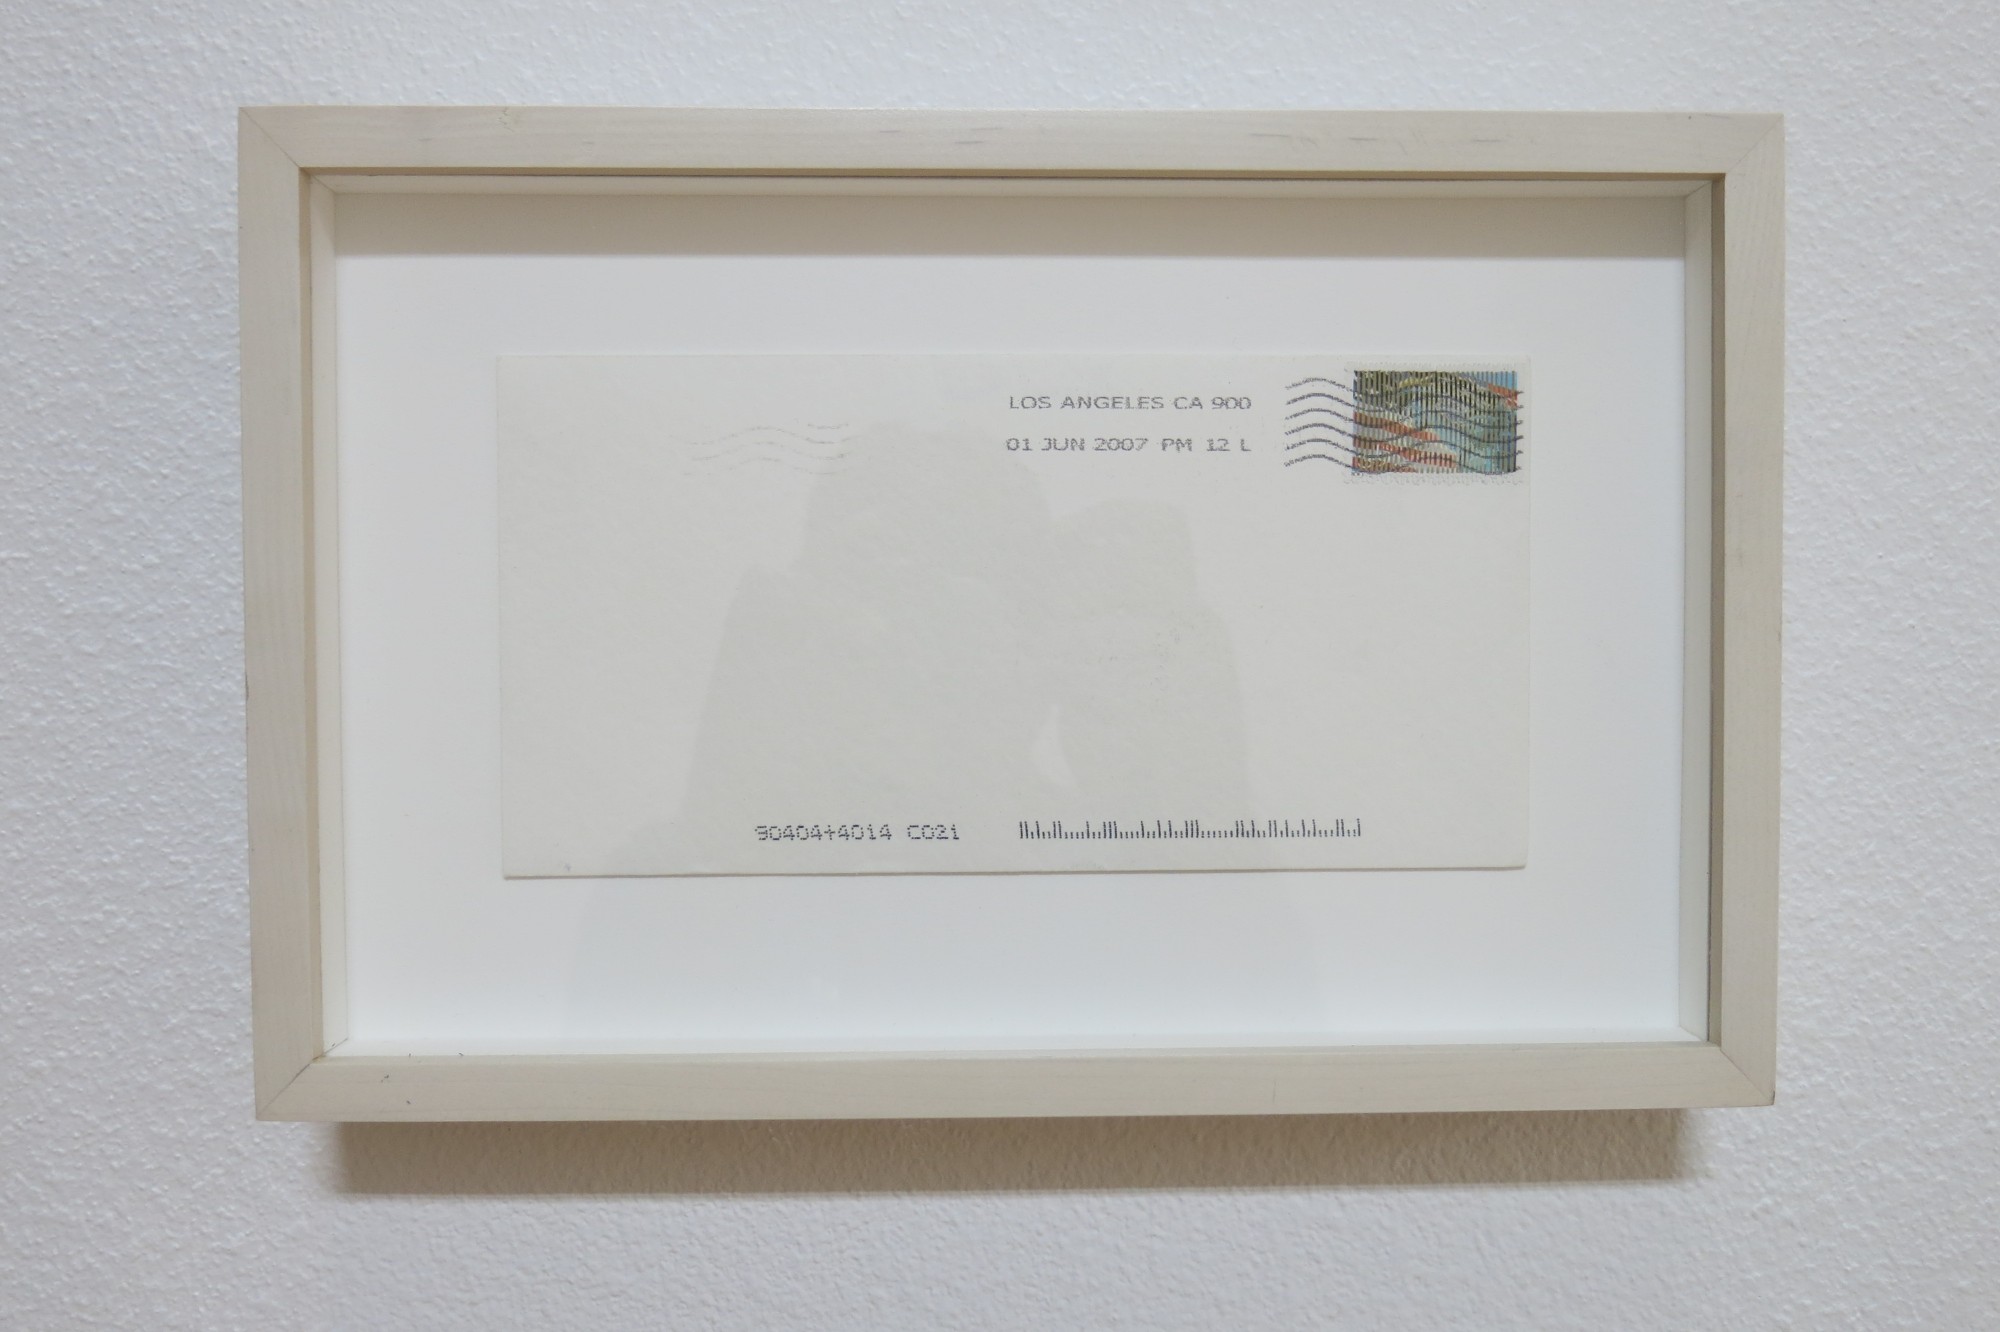 LOS ANGELES CA 900
01 JUN 2007 PM 12 L
90404+4014 C021